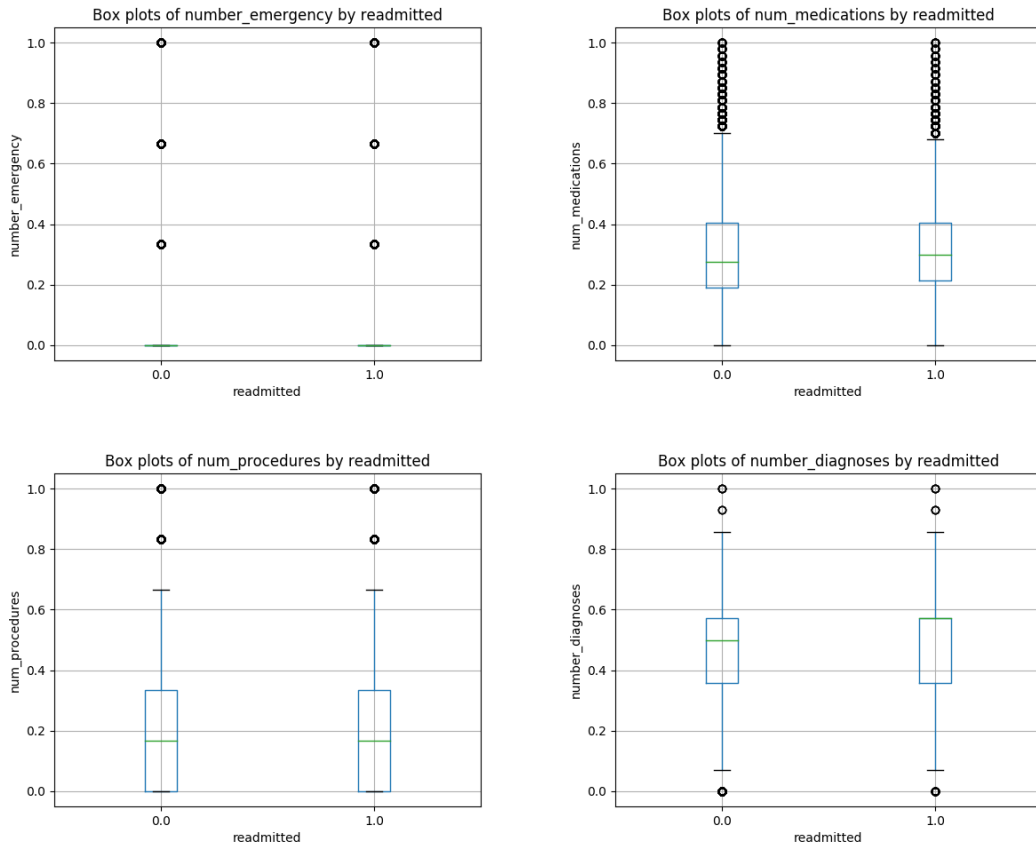 Box plots of number_emergency by readmitted
1.0
0.8
0.6
0.4
0.2
0.0
number_emergency
0.0 1.0
readmitted
Box plots of num_medications by readmitted
1.0
0.8
0.6
0.4
0.2
0.0
num_medications
0.0 1.0
readmitted
Box plots of num_procedures by readmitted
1.0
0.8
0.6
0.4
0.2
0.0
num_procedures
0.0 1.0
readmitted
Box plots of number_diagnoses by readmitted
1.0
0.8
0.6
0.4
0.2
0.0
number_diagnoses
0.0 1.0
readmitted